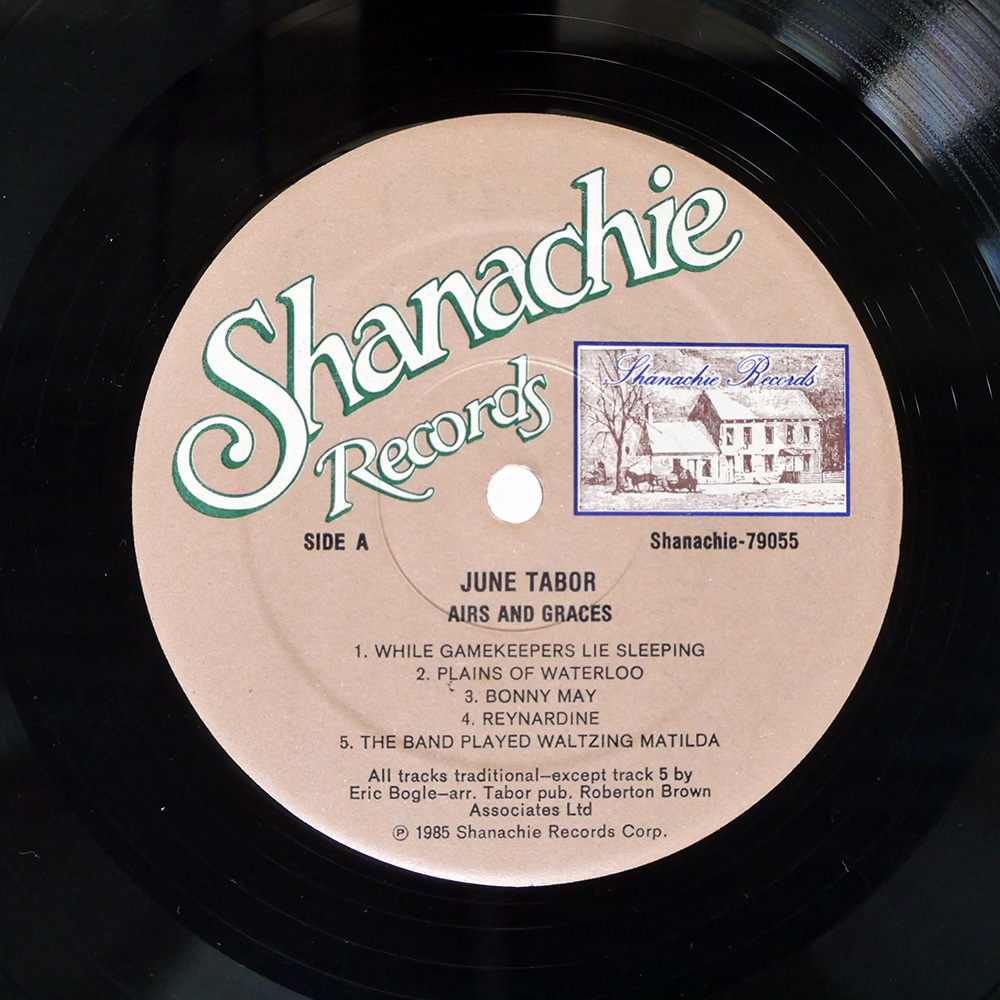 Shanachie
Records
Shanachie Records
SIDE A
Shanachie-79055
JUNE TABOR
AIRS AND GRACES
1. WHILE GAMEKEEPERS LIE SLEEPING
2. PLAINS OF WATERLOO
3. BONNY MAY
4. REYNARDINE
5. THE BAND PLAYED WALTZING MATILDA
All tracks traditional—except track 5 by
Eric Bogle—arr. Tabor pub. Roberton Brown
Associates Ltd
℗ 1985 Shanachie Records Corp.